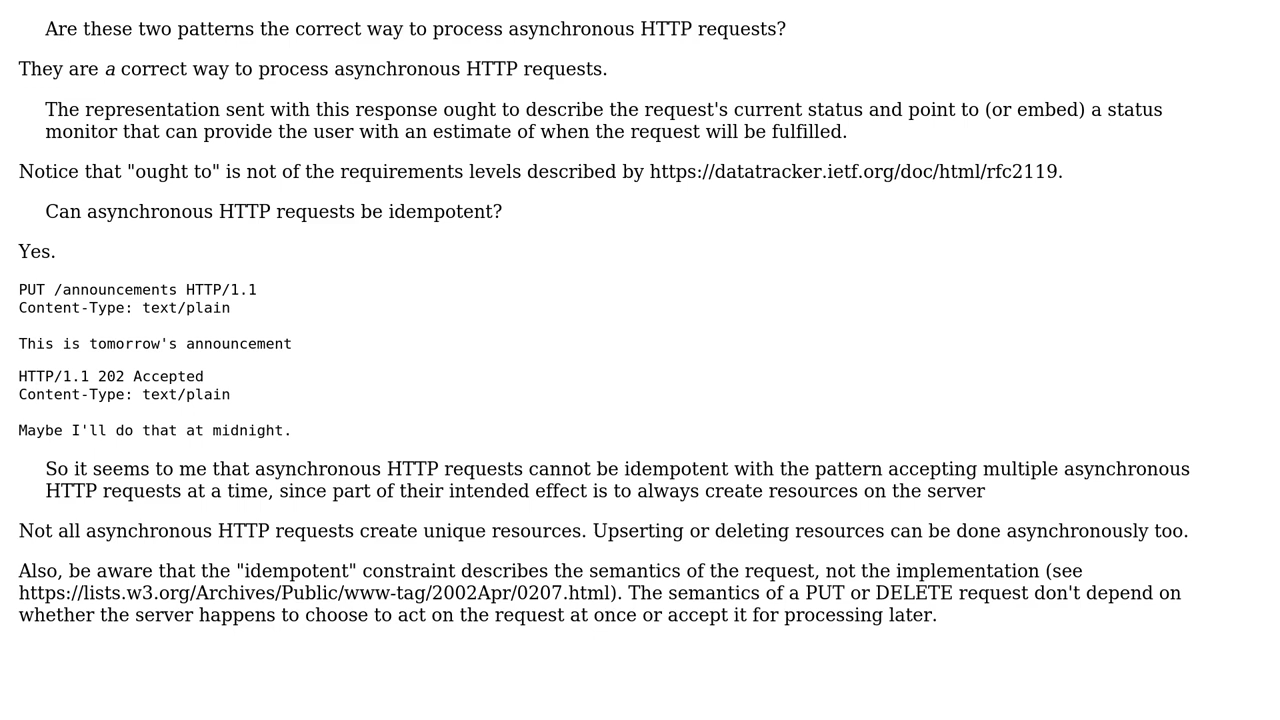 Are these two patterns the correct way to process asynchronous HTTP requests?
They are a correct way to process asynchronous HTTP requests.
The representation sent with this response ought to describe the request's current status and point to (or embed) a status
monitor that can provide the user with an estimate of when the request will be fulfilled.
Notice that "ought to" is not of the requirements levels described by https://datatracker.ietf.org/doc/html/rfc2119.
Can asynchronous HTTP requests be idempotent?
Yes.
PUT /announcements HTTP/1.1
Content-Type: text/plain
This is tomorrow's announcement
HTTP/1.1 202 Accepted
Content-Type: text/plain
Maybe I'll do that at midnight.
So it seems to me that asynchronous HTTP requests cannot be idempotent with the pattern accepting multiple asynchronous
HTTP requests at a time, since part of their intended effect is to always create resources on the server
Not all asynchronous HTTP requests create unique resources. Upserting or deleting resources can be done asynchronously too.
Also, be aware that the "idempotent" constraint describes the semantics of the request, not the implementation (see
https://lists.w3.org/Archives/Public/www-tag/2002Apr/0207.html). The semantics of a PUT or DELETE request don't depend on
whether the server happens to choose to act on the request at once or accept it for processing later.